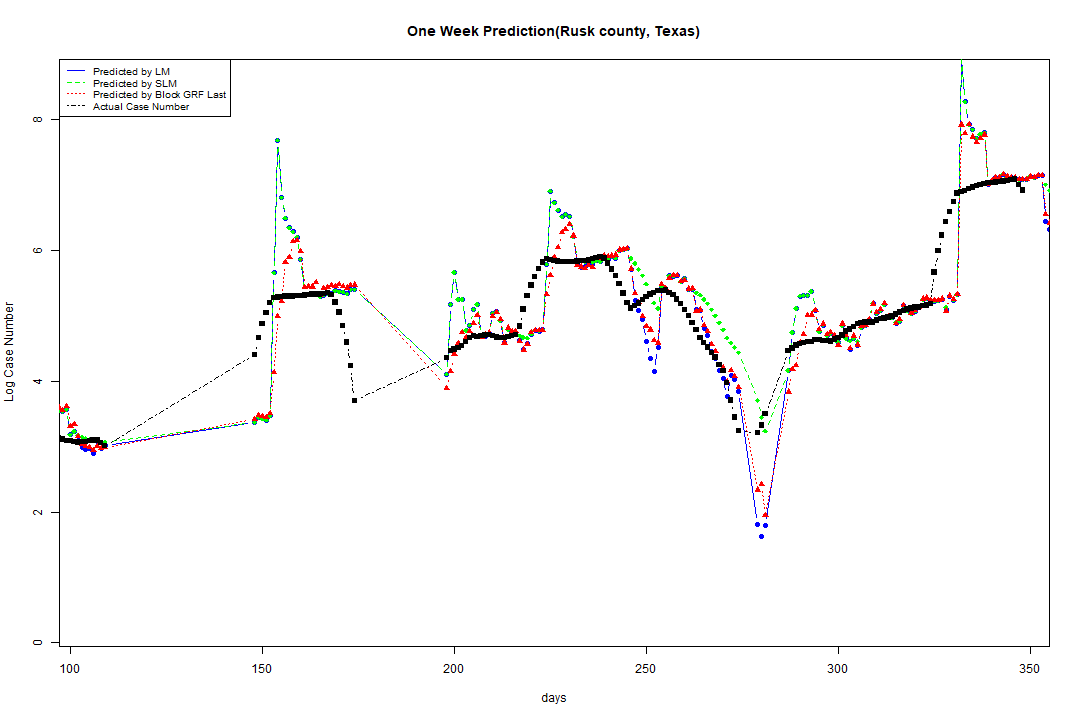 One Week Prediction(Rusk county, Texas)
Predicted by LM
Predicted by SLM
Predicted by Block GRF Last
Actual Case Number
Log Case Number
8
6
4
2
0
100 150 200 250 300 350
days